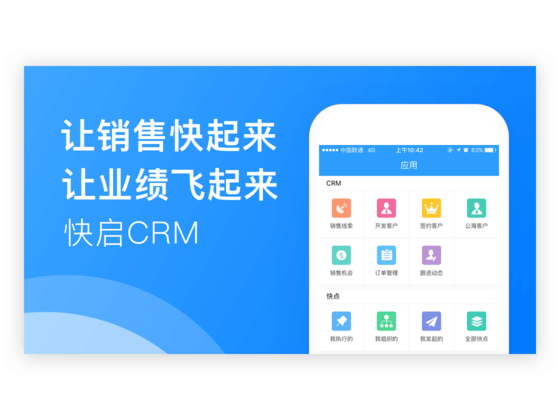 让销售快起来
让业绩飞起来
快启CRM
中国联通 4G 上午10:42 83%
应用
CRM
销售线索 开发客户 签约客户 公海客户
销售机会 订单管理 跟进动态
快点
我执行的 我组织的 我发起的 全部快点